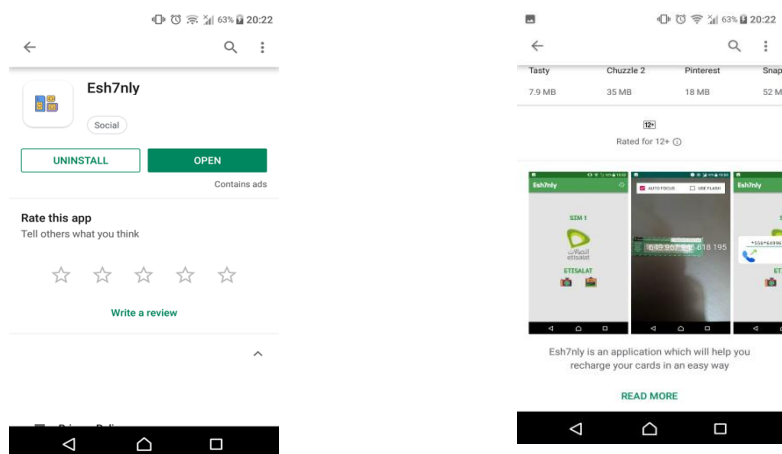 63% 20:22
Esh7nly
Social
UNINSTALL
OPEN
Contains ads
Rate this app
Tell others what you think
Write a review
63% 20:22
Tasty Chuzzle 2 Pinterest Snap
7.9 MB 35 MB 18 MB 52 M
12+
Rated for 12+
Esh7nly
SIM 1
اتصالات
etisalat
ETISALAT
AUTO FOCUS
USE FLASH
618 195
Esh7nly
Esh7nly is an application which will help you
recharge your cards in an easy way
READ MORE